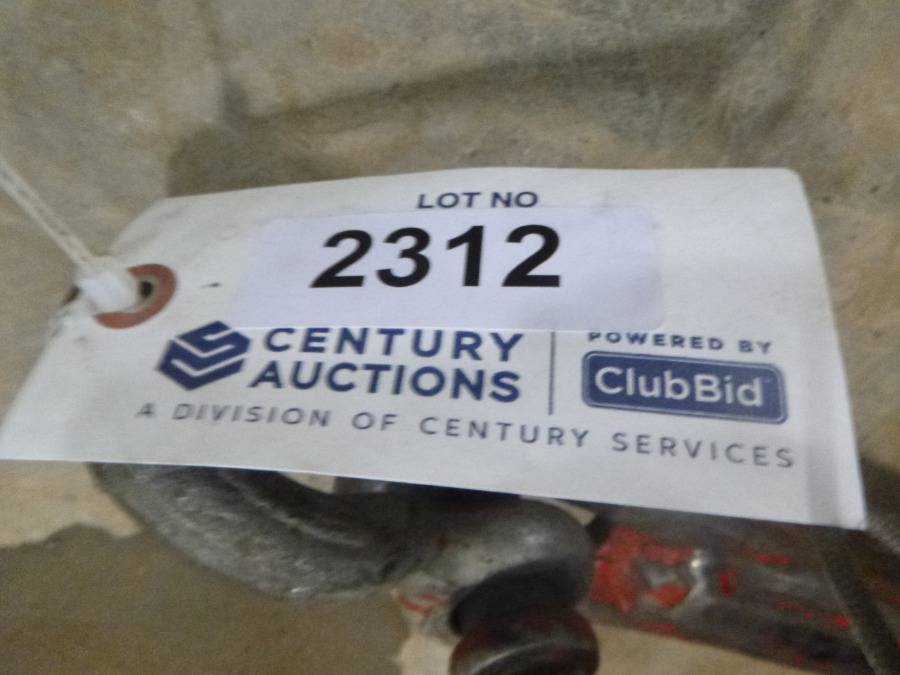 LOT NO
2312
CENTURY
AUCTIONS
A DIVISION OF CENTURY SERVICES
POWERED BY
ClubBid